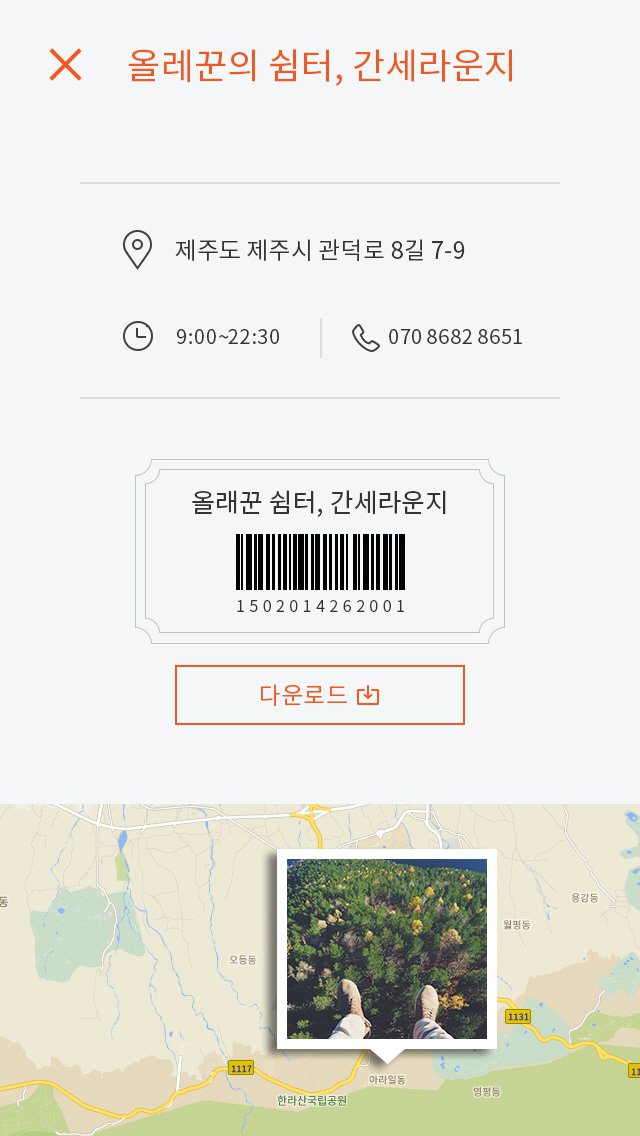 올레꾼의 쉼터, 간세라운지
제주도 제주시 관덕로 8길 7-9
9:00~22:30
070 8682 8651
올래꾼 쉼터, 간세라운지
1502014262001
다운로드
동
용강동
월평동
오등동
1131
1117
11
아라일동
영평동
한라산국립공원